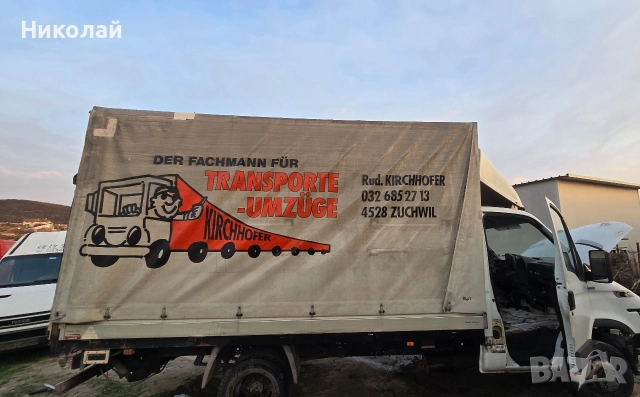 Николай
DER FACHMANN FÜR
TRANSPORTE
-UMZÜGE
KIRCHHOFER
Rud. KIRCHHOFER
032 685 27 13
4528 ZUCHWIL
BAZAR